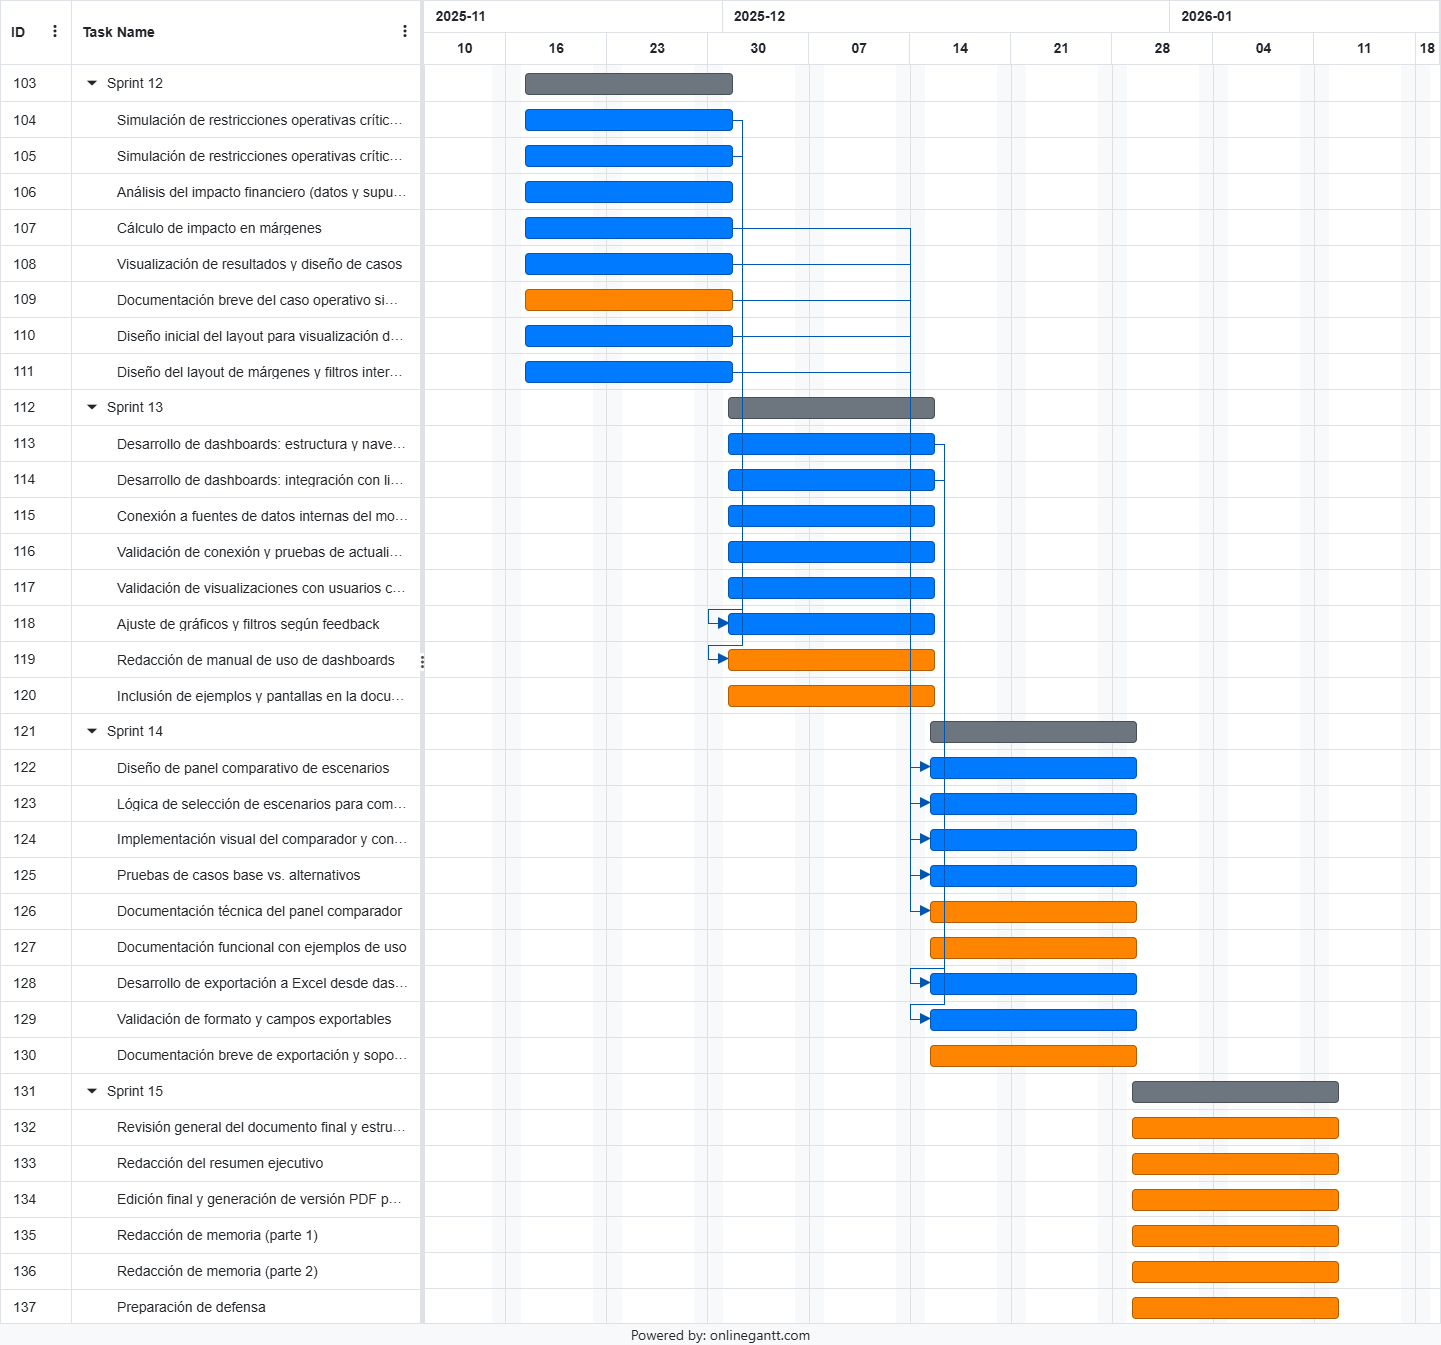 ID Task Name 2025-11 2025-12 2026-01
10 16 23 30 07 14 21 28 04 11 18
103 Sprint 12
104 Simulación de restricciones operativas crític...
105 Simulación de restricciones operativas crític...
106 Análisis del impacto financiero (datos y supu...
107 Cálculo de impacto en márgenes
108 Visualización de resultados y diseño de casos
109 Documentación breve del caso operativo si...
110 Diseño inicial del layout para visualización d...
111 Diseño del layout de márgenes y filtros inter...
112 Sprint 13
113 Desarrollo de dashboards: estructura y nave...
114 Desarrollo de dashboards: integración con li...
115 Conexión a fuentes de datos internas del mo...
116 Validación de conexión y pruebas de actuali...
117 Validación de visualizaciones con usuarios c...
118 Ajuste de gráficos y filtros según feedback
119 Redacción de manual de uso de dashboards
120 Inclusión de ejemplos y pantallas en la docu...
121 Sprint 14
122 Diseño de panel comparativo de escenarios
123 Lógica de selección de escenarios para com...
124 Implementación visual del comparador y con...
125 Pruebas de casos base vs. alternativos
126 Documentación técnica del panel comparador
127 Documentación funcional con ejemplos de uso
128 Desarrollo de exportación a Excel desde das...
129 Validación de formato y campos exportables
130 Documentación breve de exportación y sopo...
131 Sprint 15
132 Revisión general del documento final y estru...
133 Redacción del resumen ejecutivo
134 Edición final y generación de versión PDF p...
135 Redacción de memoria (parte 1)
136 Redacción de memoria (parte 2)
137 Preparación de defensa
Powered by: onlinegantt.com